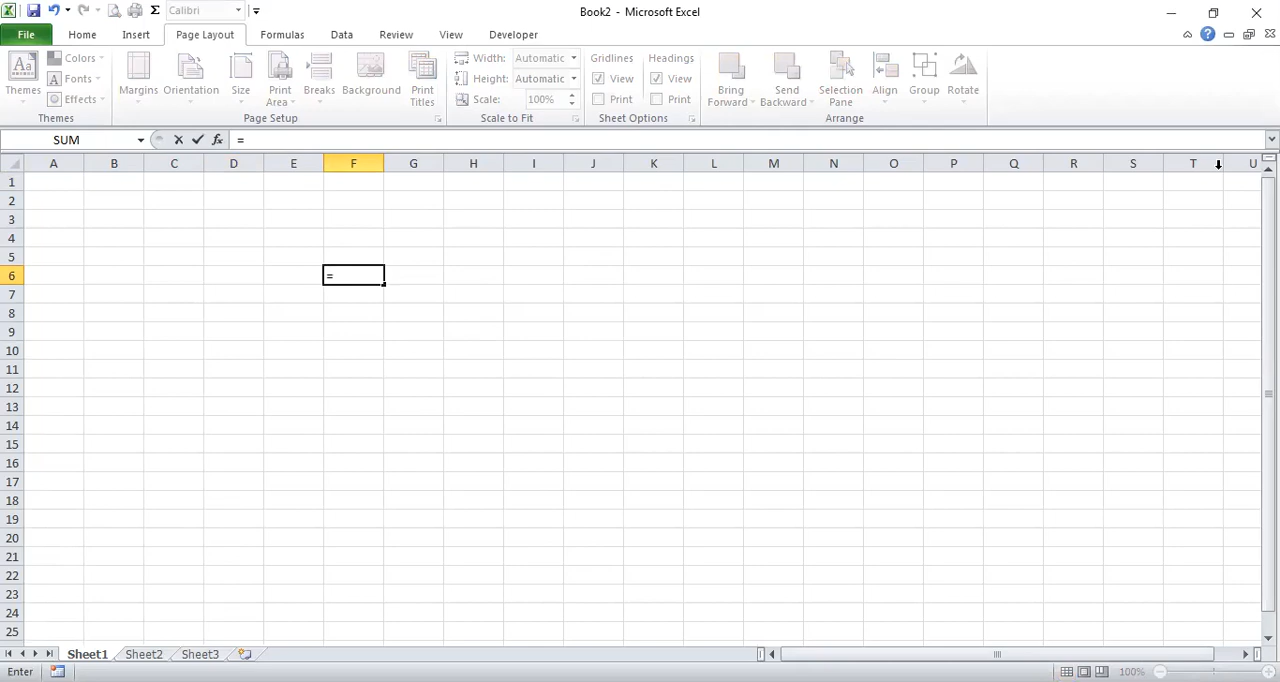 Calibri
Book2 - Microsoft Excel
File Home Insert Page Layout Formulas Data Review View Developer
Themes Colors Fonts Effects
Margins Orientation Size Print Area Breaks Background Print Titles
Width: Automatic
Height: Automatic
Scale: 100%
Gridlines View Print
Headings View Print
Bring Forward Send Backward Selection Pane Align Group Rotate
Themes Page Setup Scale to Fit Sheet Options Arrange
SUM fx =
A B C D E F G H I J K L M N O P Q R S T U
1
2
3
4
5
6 =
7
8
9
10
11
12
13
14
15
16
17
18
19
20
21
22
23
24
25
Sheet1 Sheet2 Sheet3
Enter 100%